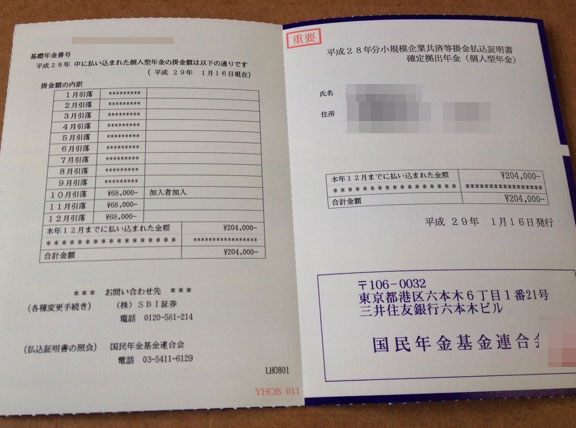 基礎年金番号
平成28年 中に払い込まれた個人型年金の掛金額は以下の通りです
( 平成 29年 1月16日現在)
掛金額の内訳
1月引落 *********
2月引落 *********
3月引落 *********
4月引落 *********
5月引落 *********
6月引落 *********
7月引落 *********
8月引落 *********
9月引落 *********
10月引落 ¥68,000- 加入者加入
11月引落 ¥68,000-
12月引落 ¥68,000-
本年12月までに払い込まれた金額 ¥204,000-
* * * * * * * * * * * * * * * * *****************
合計金額 ¥204,000-
*** お問い合わせ先 ***
(各種変更手続き) (株)SBI証券
電話 0120-581-214
(払込証明書の照会) 国民年金基金連合会
電話 03-5411-6129
LHO801
YHOB 011
重要
平成28年分小規模企業共済等掛金払込証明書
確定拠出年金(個人型年金)
氏名
住所
本年12月までに払い込まれた金額 ¥204,000-
* * * * * * * * * * * * * * * * *****************
合計金額 ¥204,000-
平成 29年 1月16日発行
〒106-0032
東京都港区六本木6丁目1番21号
三井住友銀行六本木ビル
国民年金基金連合会